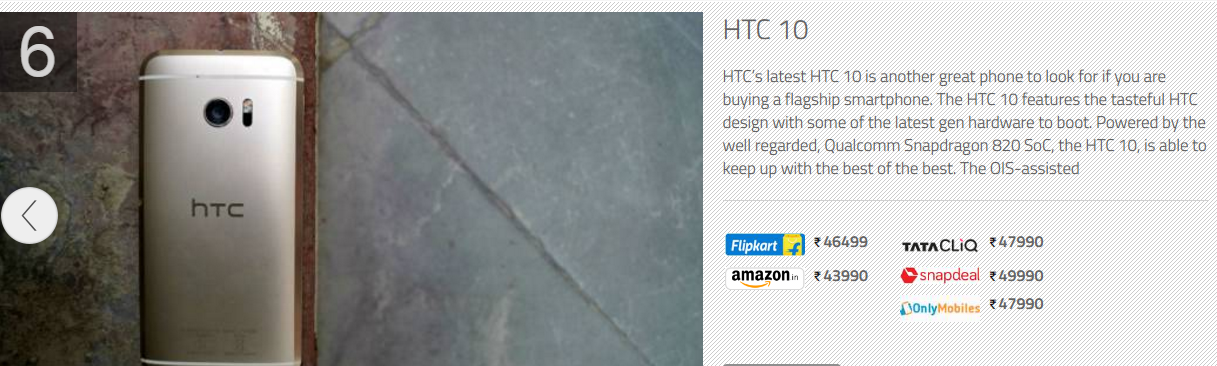 6
hTC
HTC 10
HTC's latest HTC 10 is another great phone to look for if you are
buying a flagship smartphone. The HTC 10 features the tasteful HTC
design with some of the latest gen hardware to boot. Powered by the
well regarded, Qualcomm Snapdragon 820 SoC, the HTC 10, is able to
keep up with the best of the best. The OIS-assisted
Flipkart ₹ 46499
TATA CLiQ ₹ 47990
amazon.in ₹ 43990
snapdeal ₹ 49990
OnlyMobiles ₹ 47990